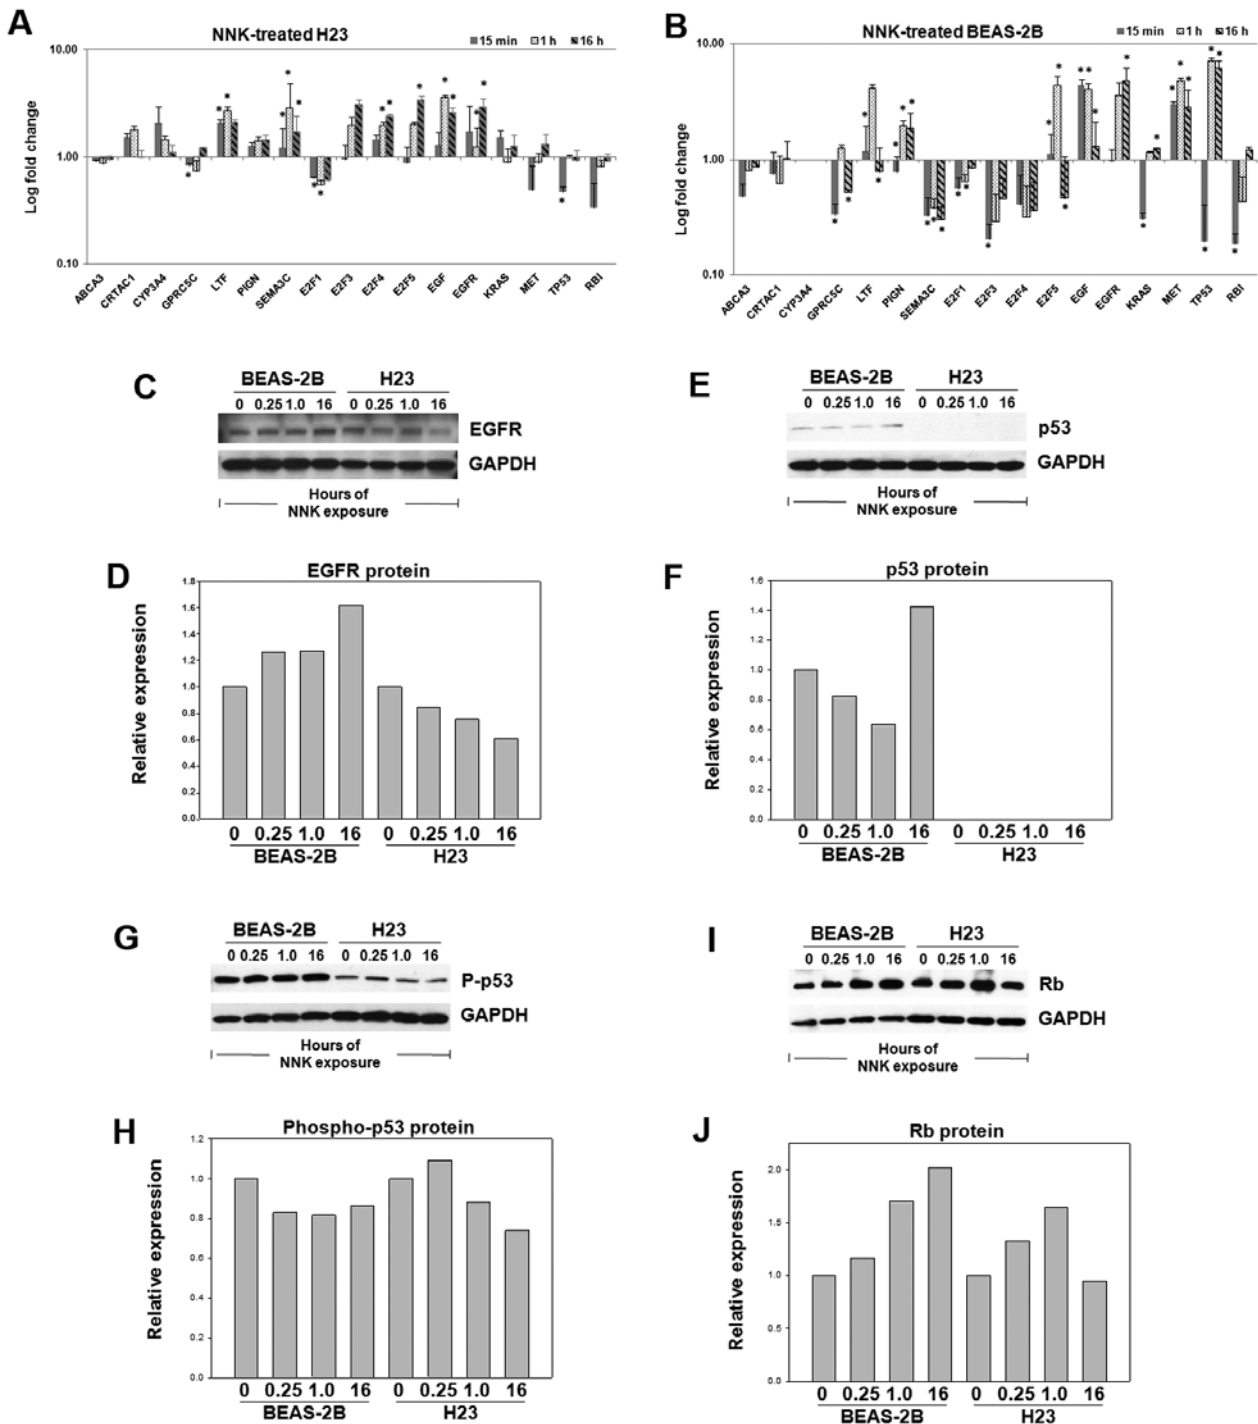 A
NNK-treated H23
15 min 1 h 16 h
10.00
1.00
0.10
Log fold change
ABCA3 CRTAC1 CYP3A4 GPRC5C LTF PIGN SEMA3C E2F1 E2F3 E2F4 E2F5 EGF EGFR KRAS MET TP53 RBI
B
NNK-treated BEAS-2B
15 min 1 h 16 h
10.00
1.00
0.10
Log fold change
ABCA3 CRTAC1 CYP3A4 GPRC5C LTF PIGN SEMA3C E2F1 E2F3 E2F4 E2F5 EGF EGFR KRAS MET TP53 RBI
C
BEAS-2B H23
0 0.25 1.0 16 0 0.25 1.0 16
EGFR
GAPDH
Hours of
NNK exposure
E
BEAS-2B H23
0 0.25 1.0 16 0 0.25 1.0 16
p53
GAPDH
Hours of
NNK exposure
D
EGFR protein
Relative expression
1.8
1.6
1.4
1.2
1.0
0.8
0.6
0.4
0.2
0.0
0 0.25 1.0 16 0 0.25 1.0 16
BEAS-2B H23
F
p53 protein
Relative expression
1.6
1.4
1.2
1.0
0.8
0.6
0.4
0.2
0.0
0 0.25 1.0 16 0 0.25 1.0 16
BEAS-2B H23
G
BEAS-2B H23
0 0.25 1.0 16 0 0.25 1.0 16
P-p53
GAPDH
Hours of
NNK exposure
I
BEAS-2B H23
0 0.25 1.0 16 0 0.25 1.0 16
Rb
GAPDH
Hours of
NNK exposure
H
Phospho-p53 protein
Relative expression
1.2
1.0
0.8
0.6
0.4
0.2
0.0
0 0.25 1.0 16 0 0.25 1.0 16
BEAS-2B H23
J
Rb protein
Relative expression
2.0
1.5
1.0
0.5
0.0
0 0.25 1.0 16 0 0.25 1.0 16
BEAS-2B H23